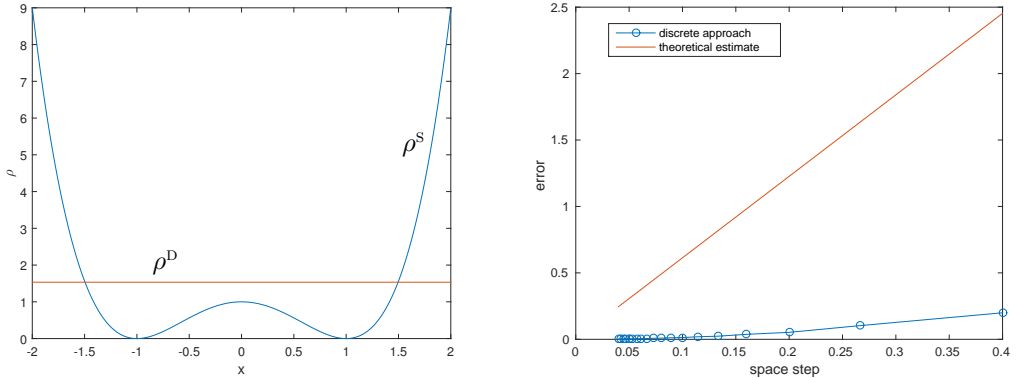 9
8
7
6
5
4
3
2
1
0
ρ
ρ^S
ρ^D
-2 -1.5 -1 -0.5 0 0.5 1 1.5 2
x
2.5
2
1.5
1
0.5
0
error
discrete approach
theoretical estimate
0 0.05 0.1 0.15 0.2 0.25 0.3 0.35 0.4
space step